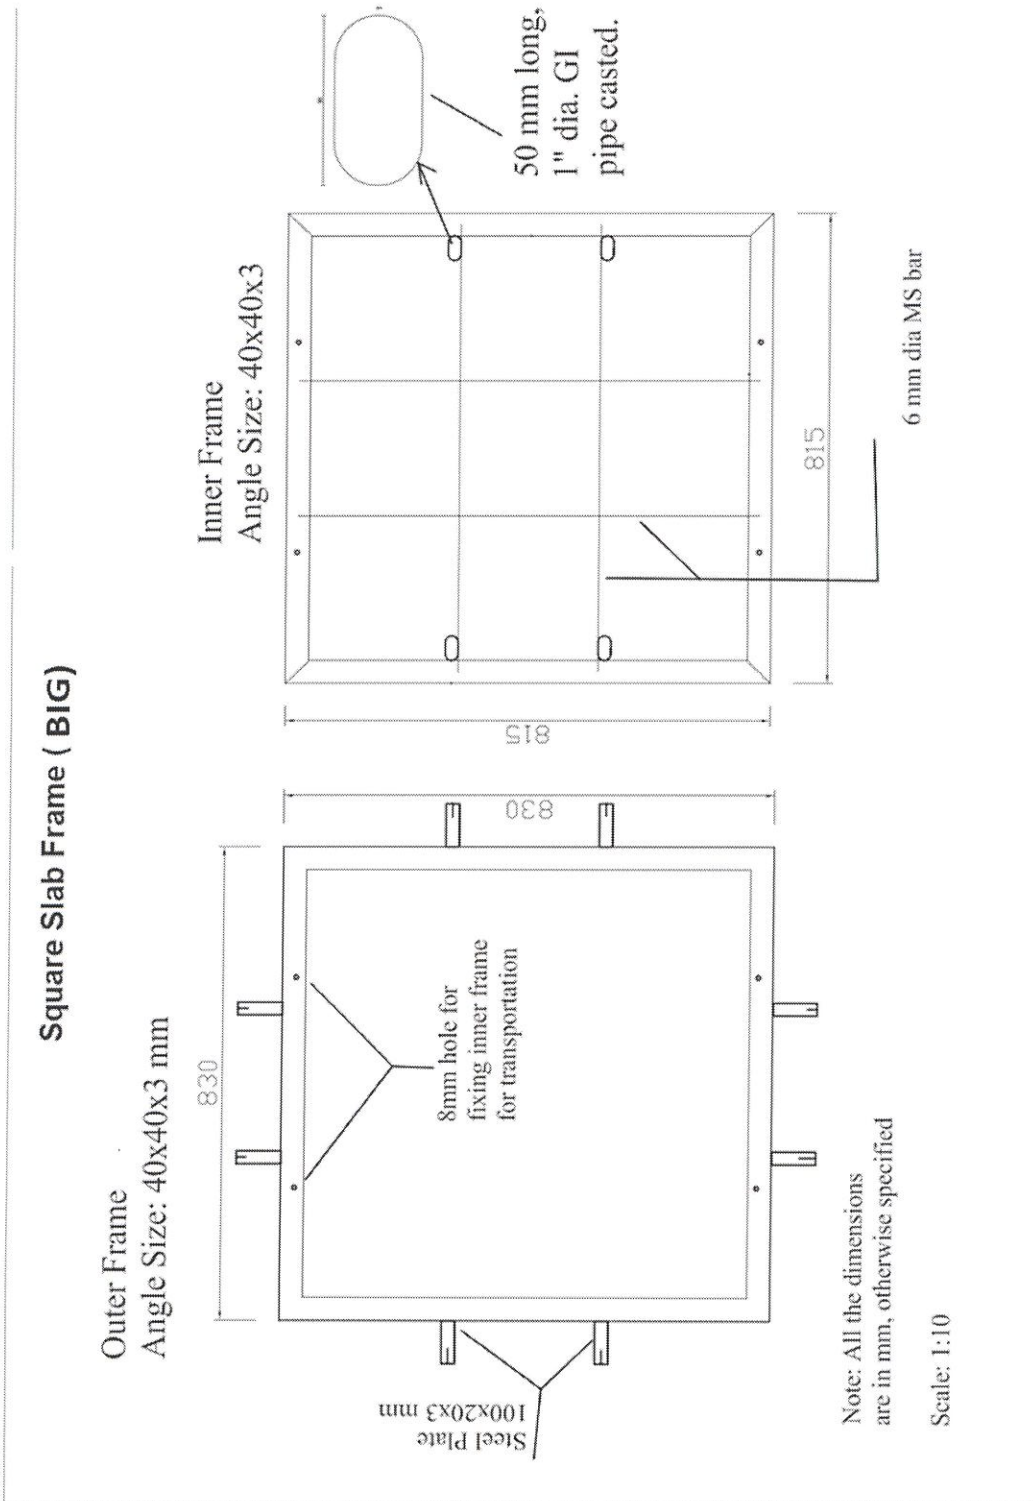 Square Slab Frame ( BIG)
Outer Frame
Angle Size: 40x40x3 mm
830
830
8mm hole for
fixing inner frame
for transportation
Steel Plate
100x20x3 mm
Inner Frame
Angle Size: 40x40x3
815
815
50 mm long,
1" dia. GI
pipe casted.
6 mm dia MS bar
Note: All the dimensions
are in mm, otherwise specified
Scale: 1:10